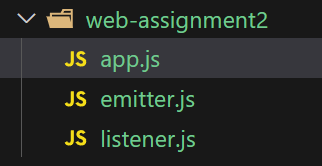 web-assignment2
JS app.js
JS emitter.js
JS listener.js